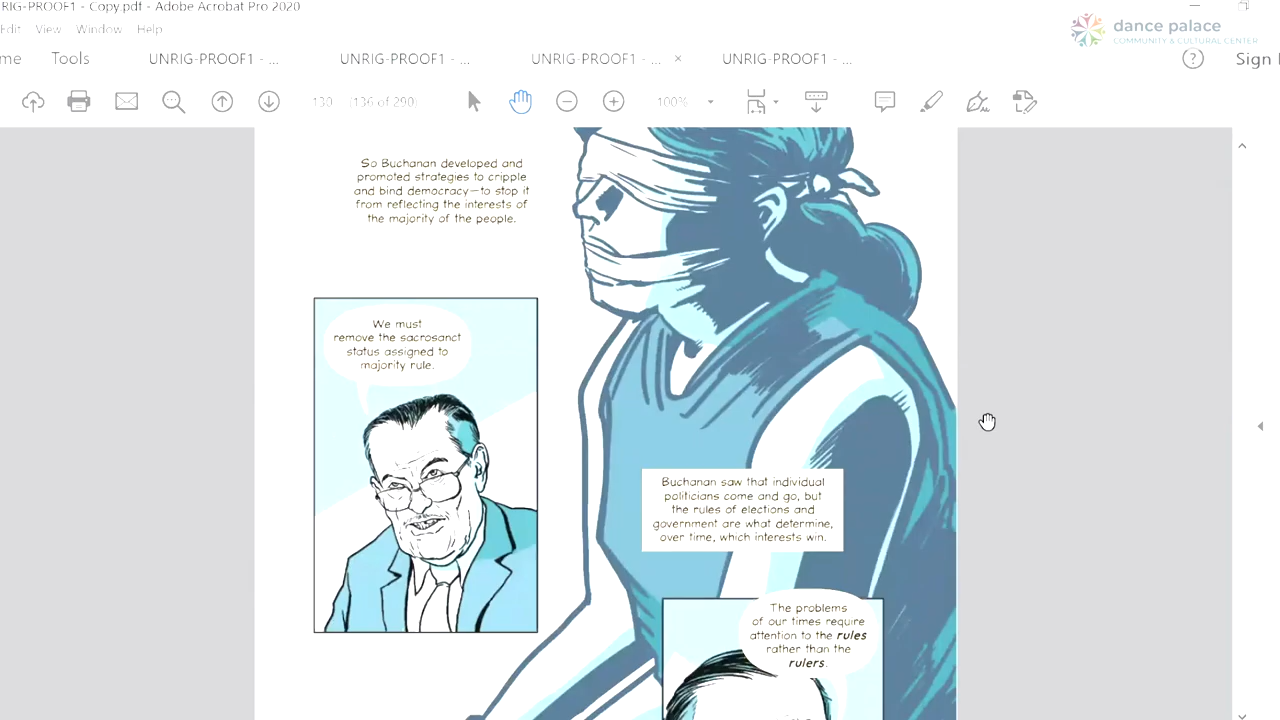 RIG-PROOF1 - Copy.pdf - Adobe Acrobat Pro 2020
Edit View Window Help
dance palace
COMMUNITY & CULTURAL CENTER
me Tools UNRIG-PROOF1 - ... UNRIG-PROOF1 - ... UNRIG-PROOF1 - ... × UNRIG-PROOF1 - ... ? Sign I
130 (136 of 290) 100%
So Buchanan developed and
promoted strategies to cripple
and bind democracy—to stop it
from reflecting the interests of
the majority of the people.
We must
remove the sacrosanct
status assigned to
majority rule.
Buchanan saw that individual
politicians come and go, but
the rules of elections and
government are what determine,
over time, which interests win.
The problems
of our times require
attention to the rules
rather than the
rulers.